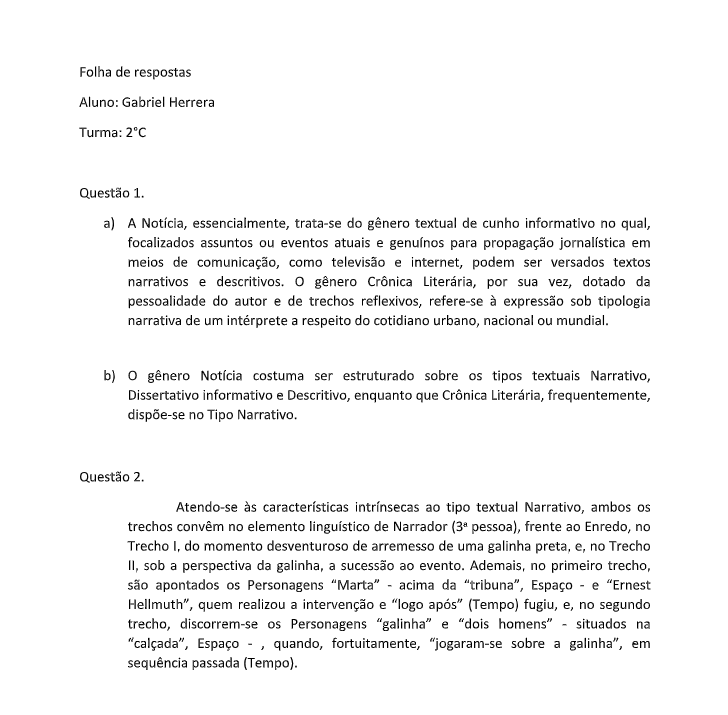 Folha de respostas
Aluno: Gabriel Herrera
Turma: 2°C
Questão 1.
a) A Notícia, essencialmente, trata-se do gênero textual de cunho informativo no qual,
focalizados assuntos ou eventos atuais e genuínos para propagação jornalística em
meios de comunicação, como televisão e internet, podem ser versados textos
narrativos e descritivos. O gênero Crônica Literária, por sua vez, dotado da
pessoalidade do autor e de trechos reflexivos, refere-se à expressão sob tipologia
narrativa de um intérprete a respeito do cotidiano urbano, nacional ou mundial.
b) O gênero Notícia costuma ser estruturado sobre os tipos textuais Narrativo,
Dissertativo informativo e Descritivo, enquanto que Crônica Literária, frequentemente,
dispõe-se no Tipo Narrativo.
Questão 2.
Atendo-se às características intrínsecas ao tipo textual Narrativo, ambos os
trechos convêm no elemento linguístico de Narrador (3ª pessoa), frente ao Enredo, no
Trecho I, do momento desventuroso de arremesso de uma galinha preta, e, no Trecho
II, sob a perspectiva da galinha, a sucessão ao evento. Ademais, no primeiro trecho,
são apontados os Personagens “Marta” - acima da “tribuna”, Espaço - e “Ernest
Hellmuth”, quem realizou a intervenção e “logo após” (Tempo) fugiu, e, no segundo
trecho, discorrem-se os Personagens “galinha” e “dois homens” - situados na
“calçada”, Espaço - , quando, fortuitamente, “jogaram-se sobre a galinha”, em
sequência passada (Tempo).